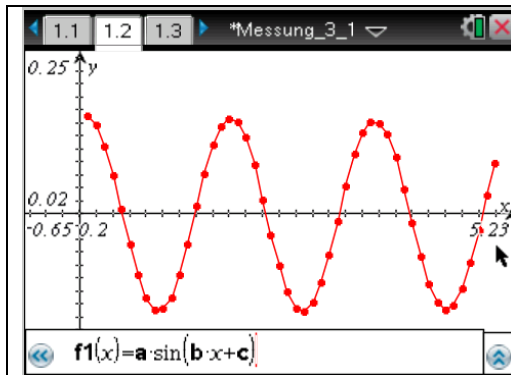 1.1 1.2 1.3 *Messung_3_1
0.25 y
0.02 x
-0.65 0.2 5.23
f1(x)=a·sin(b·x+c)